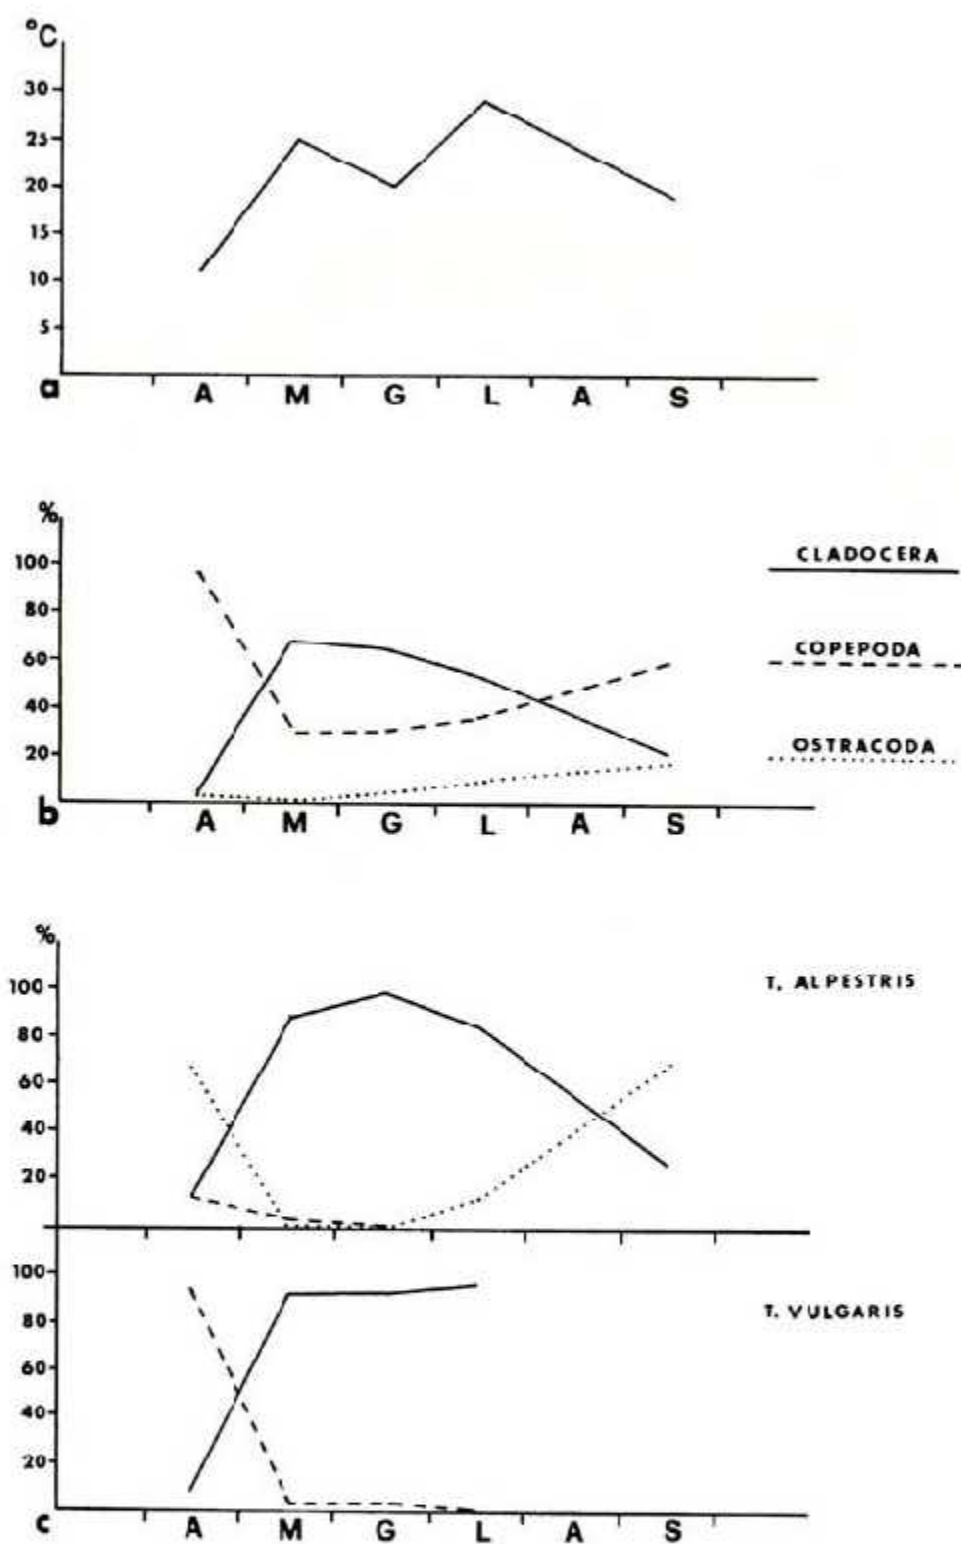 °C
30
25
20
15
10
5
a A M G L A S
%
100
80
60
40
20
CLADOCERA
COPEPODA
OSTRACODA
b A M G L A S
%
100
80
60
40
20
T. ALPESTRIS
100
80
60
40
20
T. VULGARIS
c A M G L A S